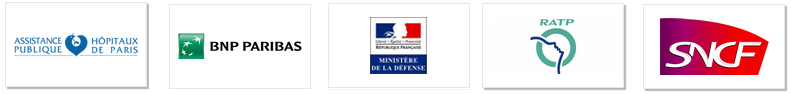 ASSISTANCE HÔPITAUX
PUBLIQUE DE PARIS
BNP PARIBAS
Liberté • Égalité • Fraternité
RÉPUBLIQUE FRANÇAISE
MINISTÈRE
DE LA DÉFENSE
RATP
SNCF